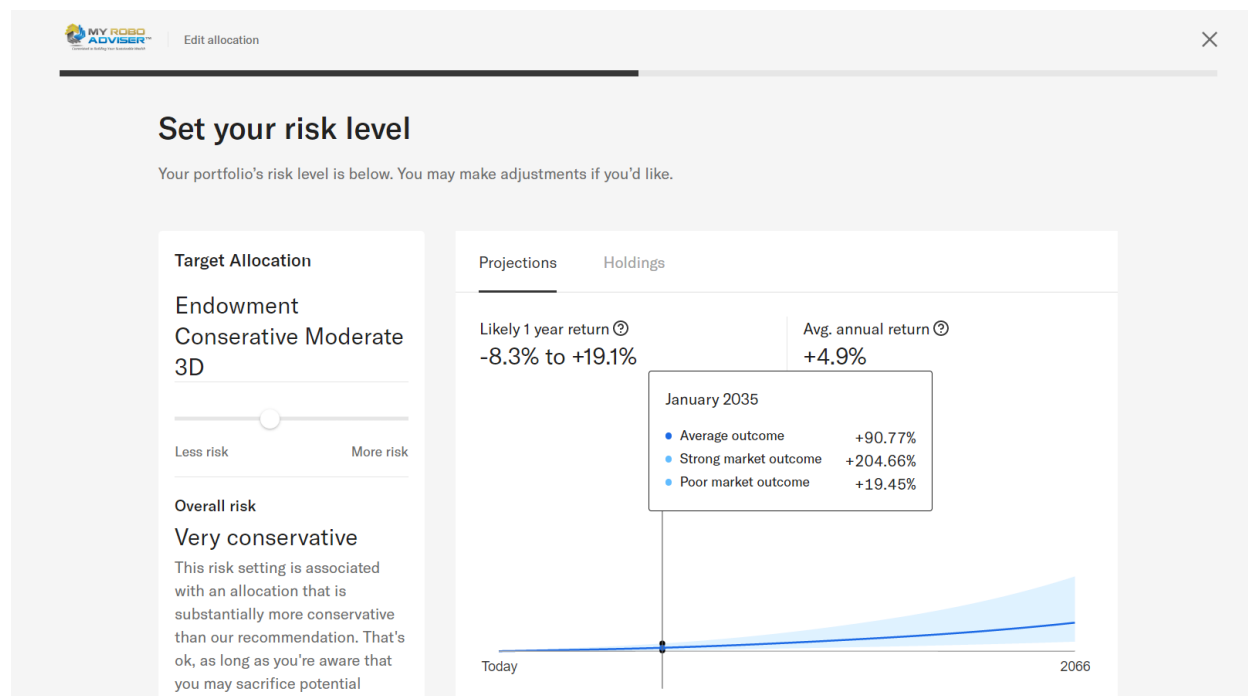 MY ROBO
ADVISER™
Edit allocation
Set your risk level
Your portfolio's risk level is below. You may make adjustments if you'd like.
Target Allocation
Endowment
Conserative Moderate
3D
Less risk
More risk
Overall risk
Very conservative
This risk setting is associated
with an allocation that is
substantially more conservative
than our recommendation. That's
ok, as long as you're aware that
you may sacrifice potential
Projections
Holdings
Likely 1 year return ?
-8.3% to +19.1%
Avg. annual return ?
+4.9%
January 2035
Average outcome +90.77%
Strong market outcome +204.66%
Poor market outcome +19.45%
Today
2066